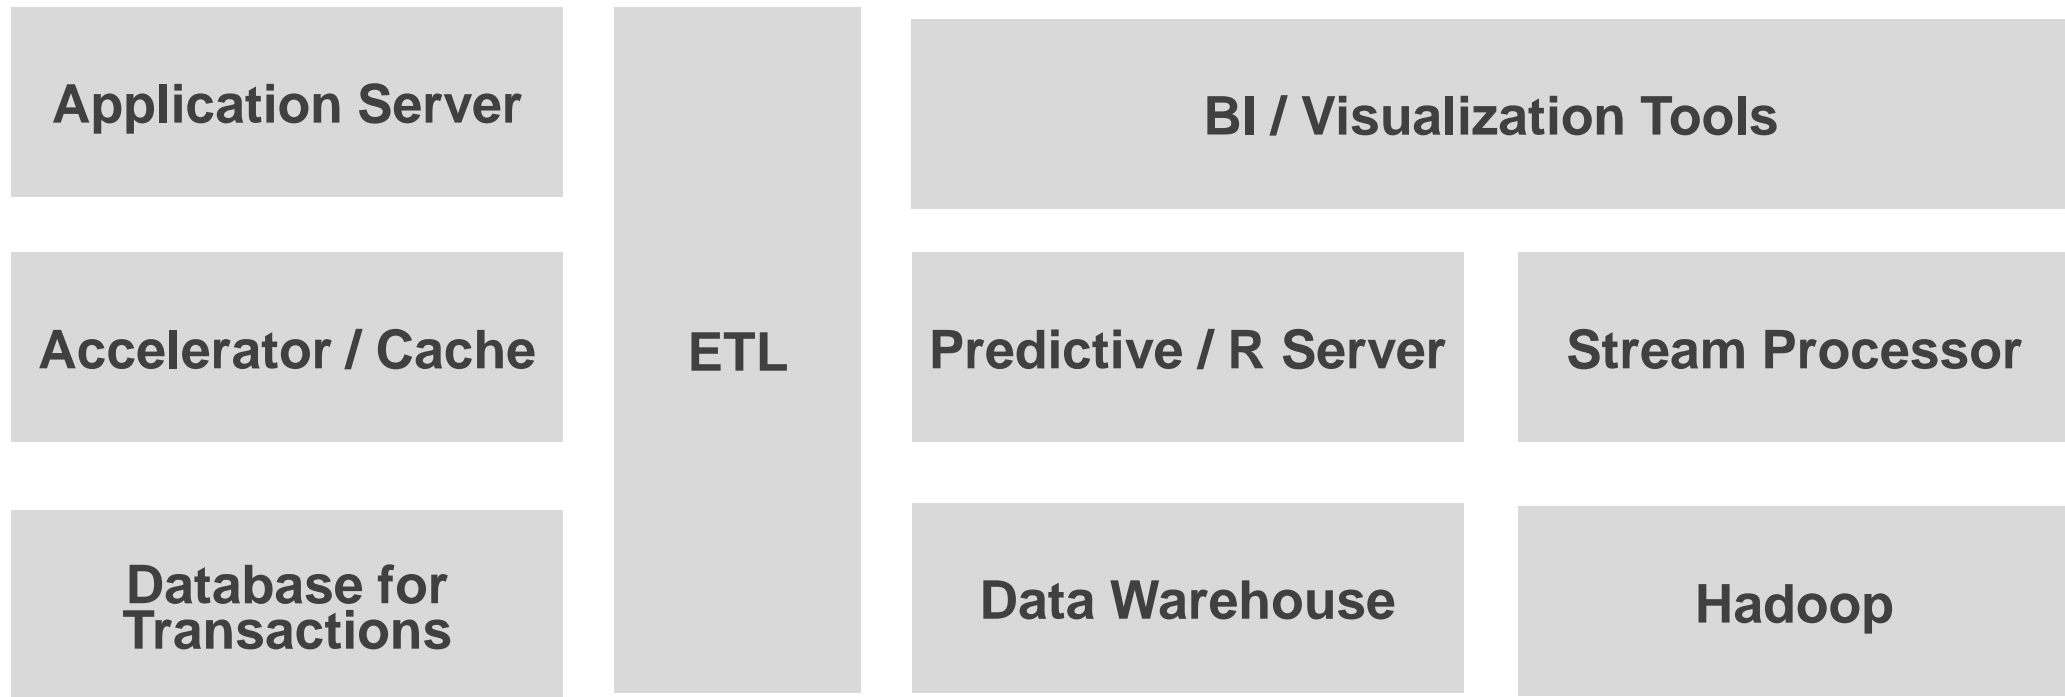 Application Server
BI / Visualization Tools
Accelerator / Cache
ETL
Predictive / R Server
Stream Processor
Database for
Transactions
Data Warehouse
Hadoop